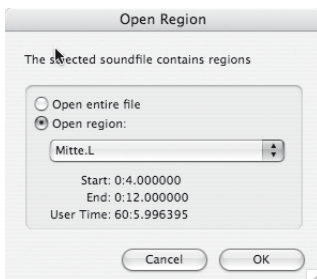 Open Region
The selected soundfile contains regions
Open entire file
Open region:
Mitte.L
Start: 0:4.000000
End: 0:12.000000
User Time: 60:5.996395
Cancel
OK